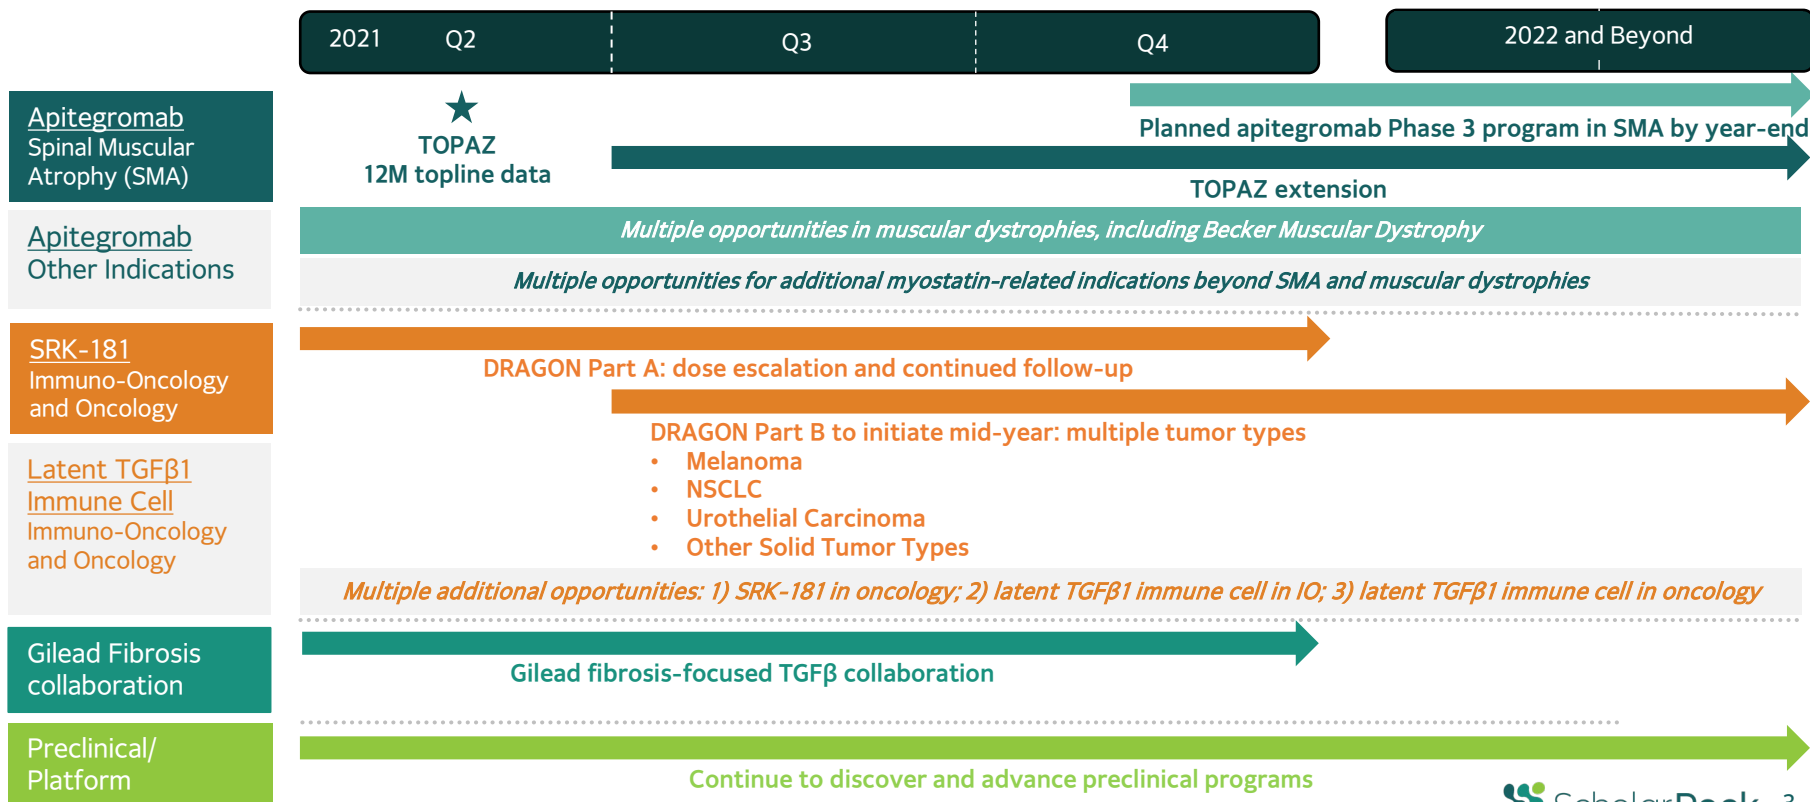 2021 Q2 Q3 Q4 2022 and Beyond
Apitegromab
Spinal Muscular
Atrophy (SMA)
TOPAZ
12M topline data
Planned apitegromab Phase 3 program in SMA by year-end
TOPAZ extension
Apitegromab
Other Indications
Multiple opportunities in muscular dystrophies, including Becker Muscular Dystrophy
Multiple opportunities for additional myostatin-related indications beyond SMA and muscular dystrophies
SRK-181
Immuno-Oncology
and Oncology
DRAGON Part A: dose escalation and continued follow-up
DRAGON Part B to initiate mid-year: multiple tumor types
• Melanoma
• NSCLC
• Urothelial Carcinoma
• Other Solid Tumor Types
Latent TGFβ1
Immune Cell
Immuno-Oncology
and Oncology
Multiple additional opportunities: 1) SRK-181 in oncology; 2) latent TGFβ1 immune cell in IO; 3) latent TGFβ1 immune cell in oncology
Gilead Fibrosis
collaboration
Gilead fibrosis-focused TGFβ collaboration
Preclinical/
Platform
Continue to discover and advance preclinical programs
ScholarRock